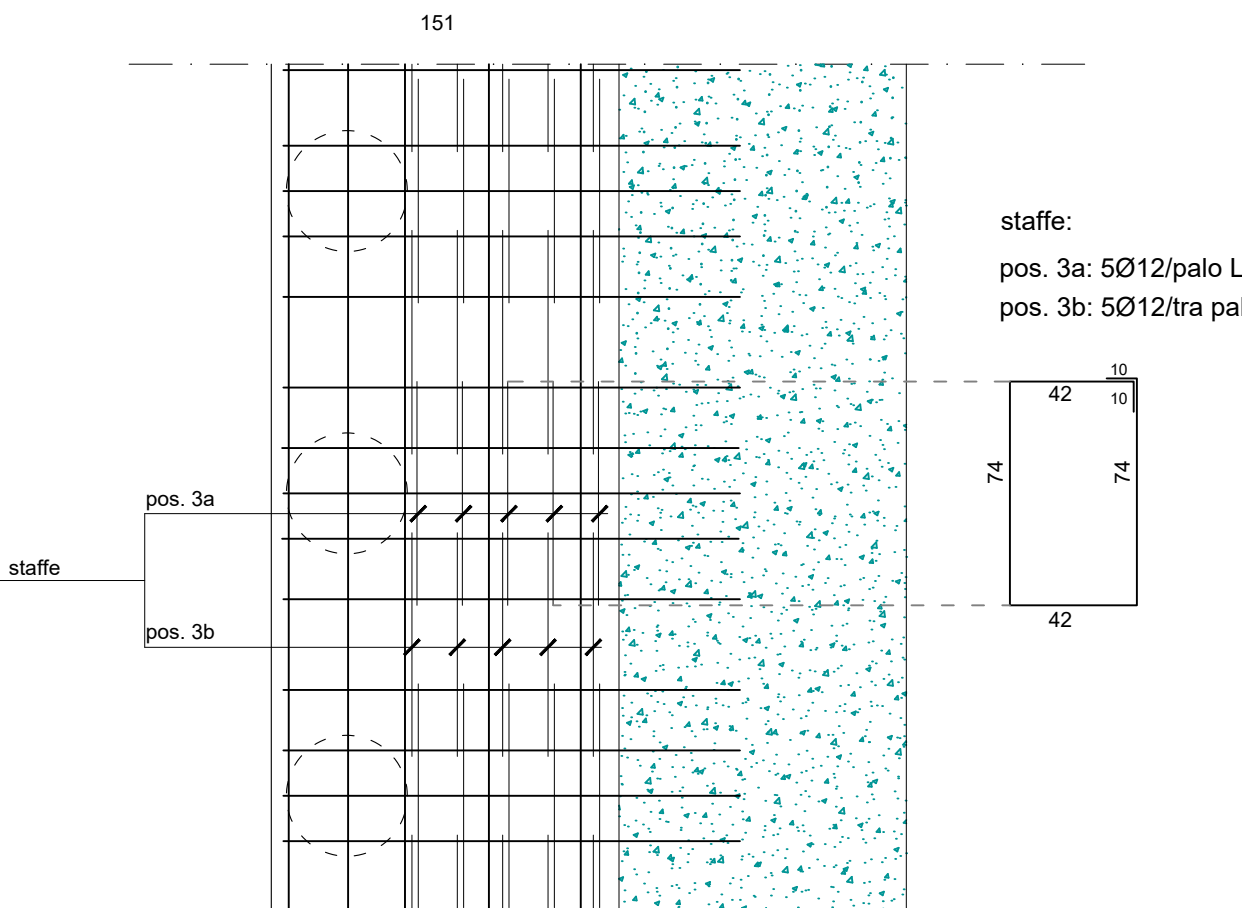 151
staffe:
pos. 3a: 5Ø12/palo L
pos. 3b: 5Ø12/tra pal
10
42
10
74
74
pos. 3a
staffe
pos. 3b
42